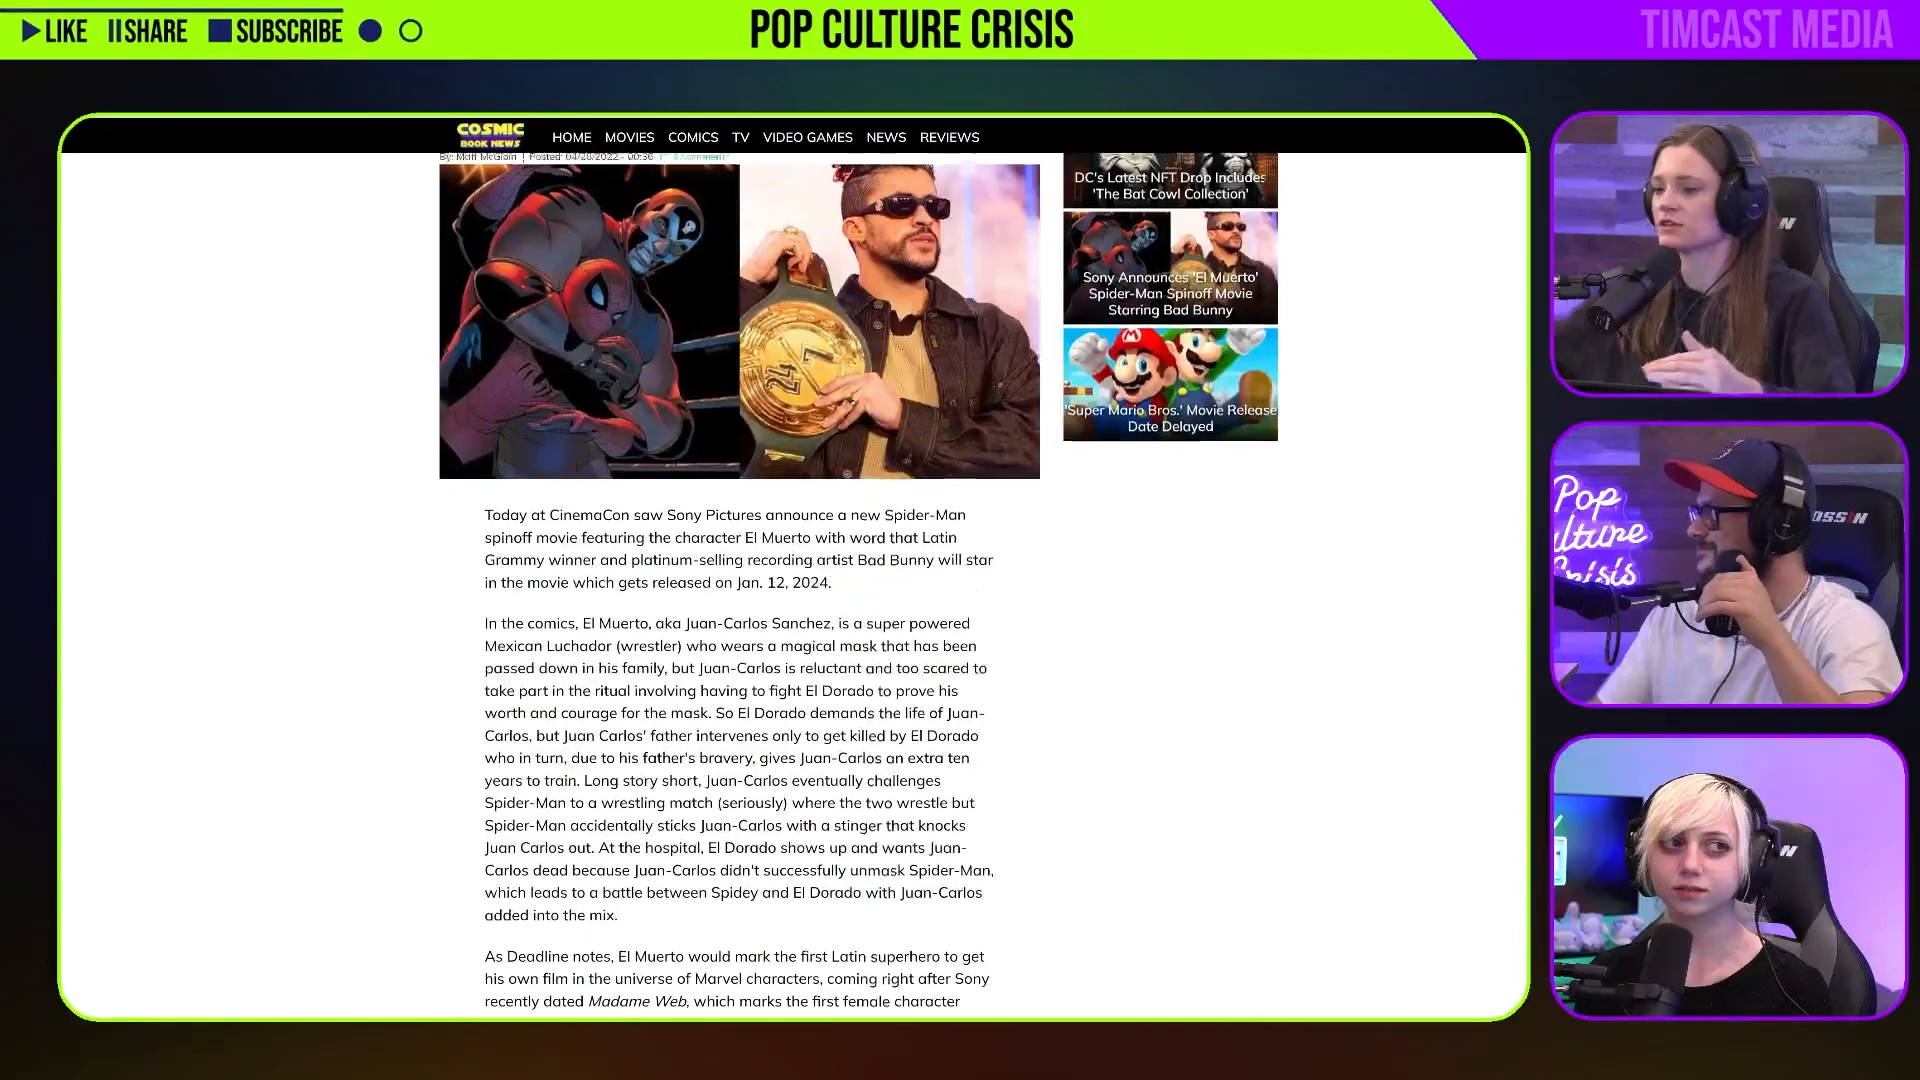 LIKE SHARE SUBSCRIBE
POP CULTURE CRISIS
TIMCAST MEDIA
COSMIC
BOOK NEWS
HOME MOVIES COMICS TV VIDEO GAMES NEWS REVIEWS
By: Matt McGloin | Posted: 04/26/2022 - 00:36
DC's Latest NFT Drop Includes
'The Bat Cowl Collection'
Sony Announces 'El Muerto'
Spider-Man Spinoff Movie
Starring Bad Bunny
'Super Mario Bros.' Movie Release
Date Delayed
Today at CinemaCon saw Sony Pictures announce a new Spider-Man
spinoff movie featuring the character El Muerto with word that Latin
Grammy winner and platinum-selling recording artist Bad Bunny will star
in the movie which gets released on Jan. 12, 2024.
In the comics, El Muerto, aka Juan-Carlos Sanchez, is a super powered
Mexican Luchador (wrestler) who wears a magical mask that has been
passed down in his family, but Juan-Carlos is reluctant and too scared to
take part in the ritual involving having to fight El Dorado to prove his
worth and courage for the mask. So El Dorado demands the life of Juan-
Carlos, but Juan Carlos' father intervenes only to get killed by El Dorado
who in turn, due to his father's bravery, gives Juan-Carlos an extra ten
years to train. Long story short, Juan-Carlos eventually challenges
Spider-Man to a wrestling match (seriously) where the two wrestle but
Spider-Man accidentally sticks Juan-Carlos with a stinger that knocks
Juan Carlos out. At the hospital, El Dorado shows up and wants Juan-
Carlos dead because Juan-Carlos didn't successfully unmask Spider-Man,
which leads to a battle between Spidey and El Dorado with Juan-Carlos
added into the mix.
As Deadline notes, El Muerto would mark the first Latin superhero to get
his own film in the universe of Marvel characters, coming right after Sony
recently dated Madame Web, which marks the first female character
Pop
Culture
Crisis